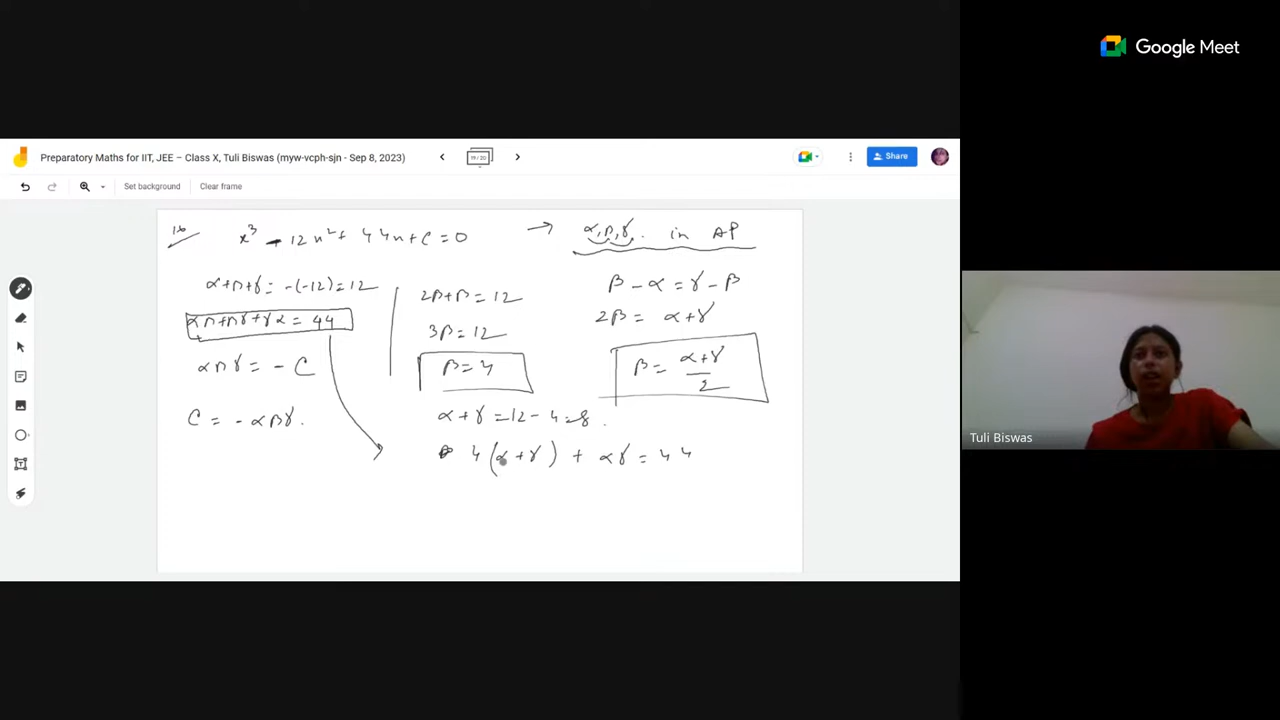 Google Meet
Preparatory Maths for IIT, JEE – Class X, Tuli Biswas (myw-vcph-sjn - Sep 8, 2023)
19 / 20
Share
Set background
Clear frame
16
x³ - 12x² + 44x + C = 0 → α, β, γ. in AP
α+β+γ = -(-12) = 12
αβ+βγ+γα = 44
αβγ = - C
C = - αβγ.
2β+β = 12
3β = 12
β = 4
α + γ = 12 - 4 = 8.
4(α+γ) + αγ = 44
β - α = γ - β
2β = α+γ
β = α+γ / 2
Tuli Biswas